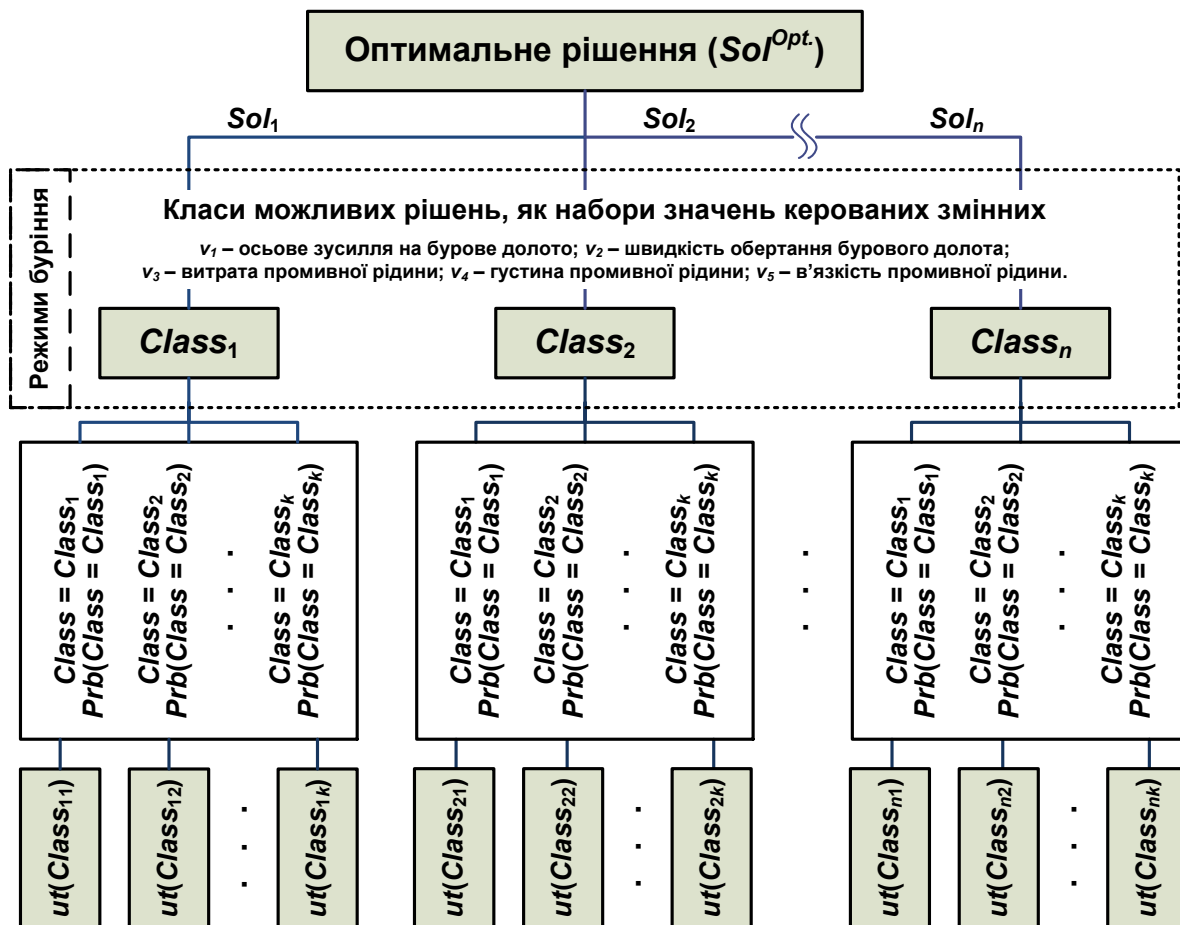 Оптимальне рішення (Sol^Opt.)
Sol₁
Sol₂
Solₙ
Режими буріння
Класи можливих рішень, як набори значень керованих змінних
v₁ – осьове зусилля на бурове долото; v₂ – швидкість обертання бурового долота;
v₃ – витрата промивної рідини; v₄ – густина промивної рідини; v₅ – в'язкість промивної рідини.
Class₁
Class₂
Classₙ
Class = Class₁
Prb(Class = Class₁)
Class = Class₂
Prb(Class = Class₂)
. . .
Class = Classₖ
Prb(Class = Classₖ)
Class = Class₁
Prb(Class = Class₁)
Class = Class₂
Prb(Class = Class₂)
. . .
Class = Classₖ
Prb(Class = Classₖ)
. . .
Class = Class₁
Prb(Class = Class₁)
Class = Class₂
Prb(Class = Class₂)
. . .
Class = Classₖ
Prb(Class = Classₖ)
ut(Class₁₁)
ut(Class₁₂)
. . .
ut(Class₁ₖ)
ut(Class₂₁)
ut(Class₂₂)
. . .
ut(Class₂ₖ)
. . .
ut(Classₙ₁)
ut(Classₙ₂)
. . .
ut(Classₙₖ)